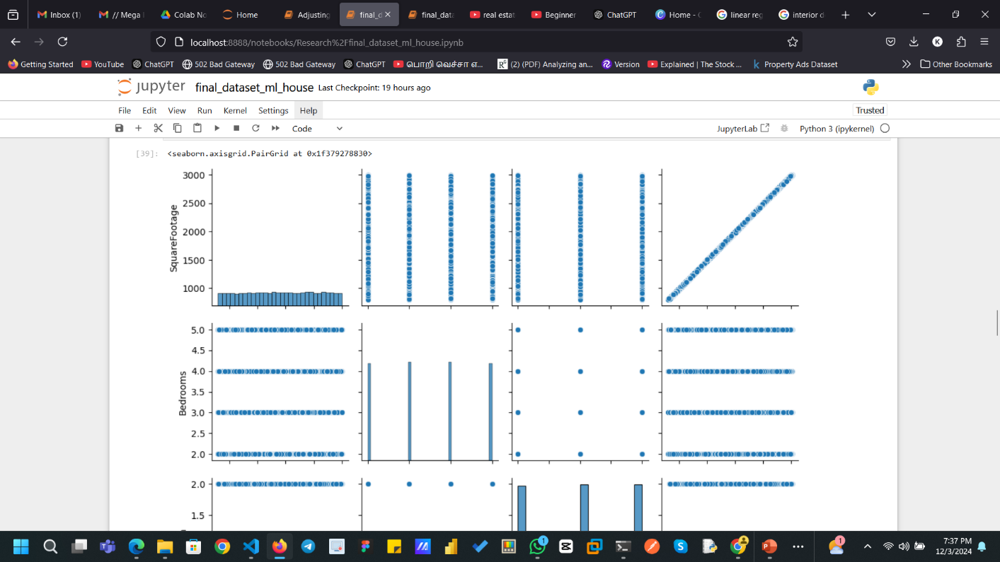 Inbox (1)
// Mega
Colab No
Home
Adjusting
final_d
final_data
real estat
Beginner
ChatGPT
Home -
linear reg
interior d
localhost:8888/notebooks/Research%2Ffinal_dataset_ml_house.ipynb
K
Getting Started
YouTube
ChatGPT
502 Bad Gateway
502 Bad Gateway
ChatGPT
பொறி வெச்சா எ...
(2) (PDF) Analyzing an...
Version
Explained | The Stock ...
Property Ads Dataset
Other Bookmarks
jupyter
final_dataset_ml_house Last Checkpoint: 19 hours ago
File Edit View Run Kernel Settings Help
Trusted
Code
JupyterLab
Python 3 (ipykernel)
[39]: <seaborn.axisgrid.PairGrid at 0x1f379278830>
3000
2500
2000
1500
1000
SquareFootage
5.0
4.5
4.0
3.5
3.0
2.5
2.0
Bedrooms
2.0
1.5
1
1
7:37 PM
12/3/2024